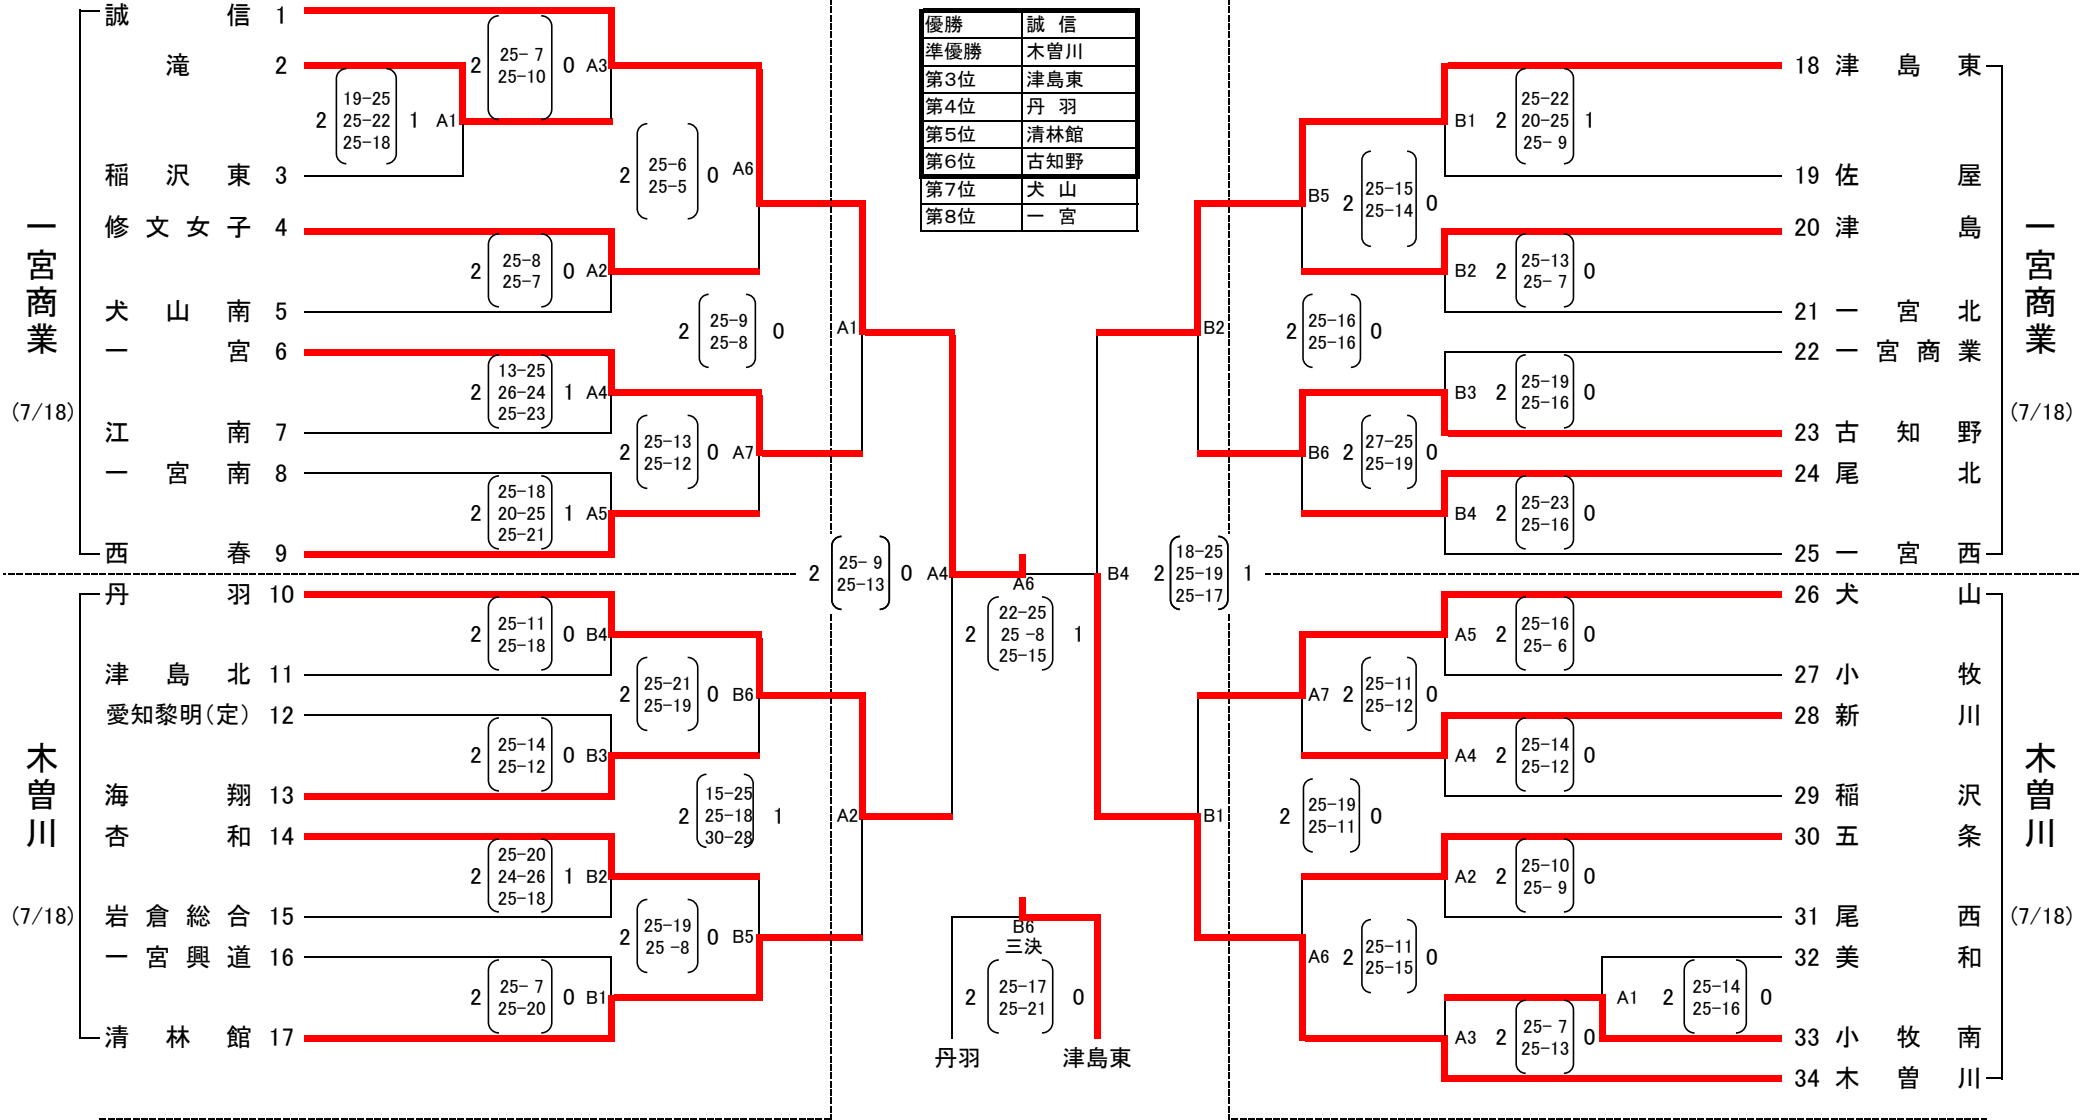 優勝 誠 信
準優勝 木曽川
第3位 津島東
第4位 丹 羽
第5位 清林館
第6位 古知野
第7位 犬 山
第8位 一 宮
一宮商業
(7/18)
誠 信 1
滝 2
稲 沢 東 3
修 文 女 子 4
犬 山 南 5
一 宮 6
江 南 7
一 宮 南 8
西 春 9
2 25- 7 0 A3
25-10
2 19-25 1 A1
25-22
25-18
2 25-6 0 A6
25-5
2 25-8 0 A2
25-7
2 25-9 0 A1
25-8
2 13-25 1 A4
26-24
25-23
2 25-13 0 A7
25-12
2 25-18 1 A5
20-25
25-21
2 25- 9 0 A4
25-13
木曽川
(7/18)
丹 羽 10
津 島 北 11
愛知黎明(定) 12
海 翔 13
杏 和 14
岩 倉 総 合 15
一 宮 興 道 16
清 林 館 17
2 25-11 0 B4
25-18
2 25-21 0 B6
25-19
2 25-14 0 B3
25-12
2 15-25 1 A2
25-18
30-28
2 25-20 1 B2
24-26
25-18
2 25-19 0 B5
25 -8
2 25- 7 0 B1
25-20
A6
2 22-25 1
25 -8
25-15
B6
三決
2 25-17 0
25-21
丹羽 津島東
18 津 島 東
19 佐 屋
20 津 島
21 一 宮 北
22 一 宮 商 業
23 古 知 野
24 尾 北
25 一 宮 西
一宮商業
(7/18)
B1 2 25-22 1
20-25
25- 9
B5 2 25-15 0
25-14
B2 2 25-13 0
25- 7
B2 2 25-16 0
25-16
B3 2 25-19 0
25-16
B6 2 27-25 0
25-19
B4 2 25-23 0
25-16
B4 2 18-25 1
25-19
25-17
26 犬 山
27 小 牧
28 新 川
29 稲 沢
30 五 条
31 尾 西
32 美 和
33 小 牧 南
34 木 曽 川
木曽川
(7/18)
A5 2 25-16 0
25- 6
A7 2 25-11 0
25-12
A4 2 25-14 0
25-12
B1 2 25-19 0
25-11
A2 2 25-10 0
25- 9
A6 2 25-11 0
25-15
A1 2 25-14 0
25-16
A3 2 25- 7 0
25-13